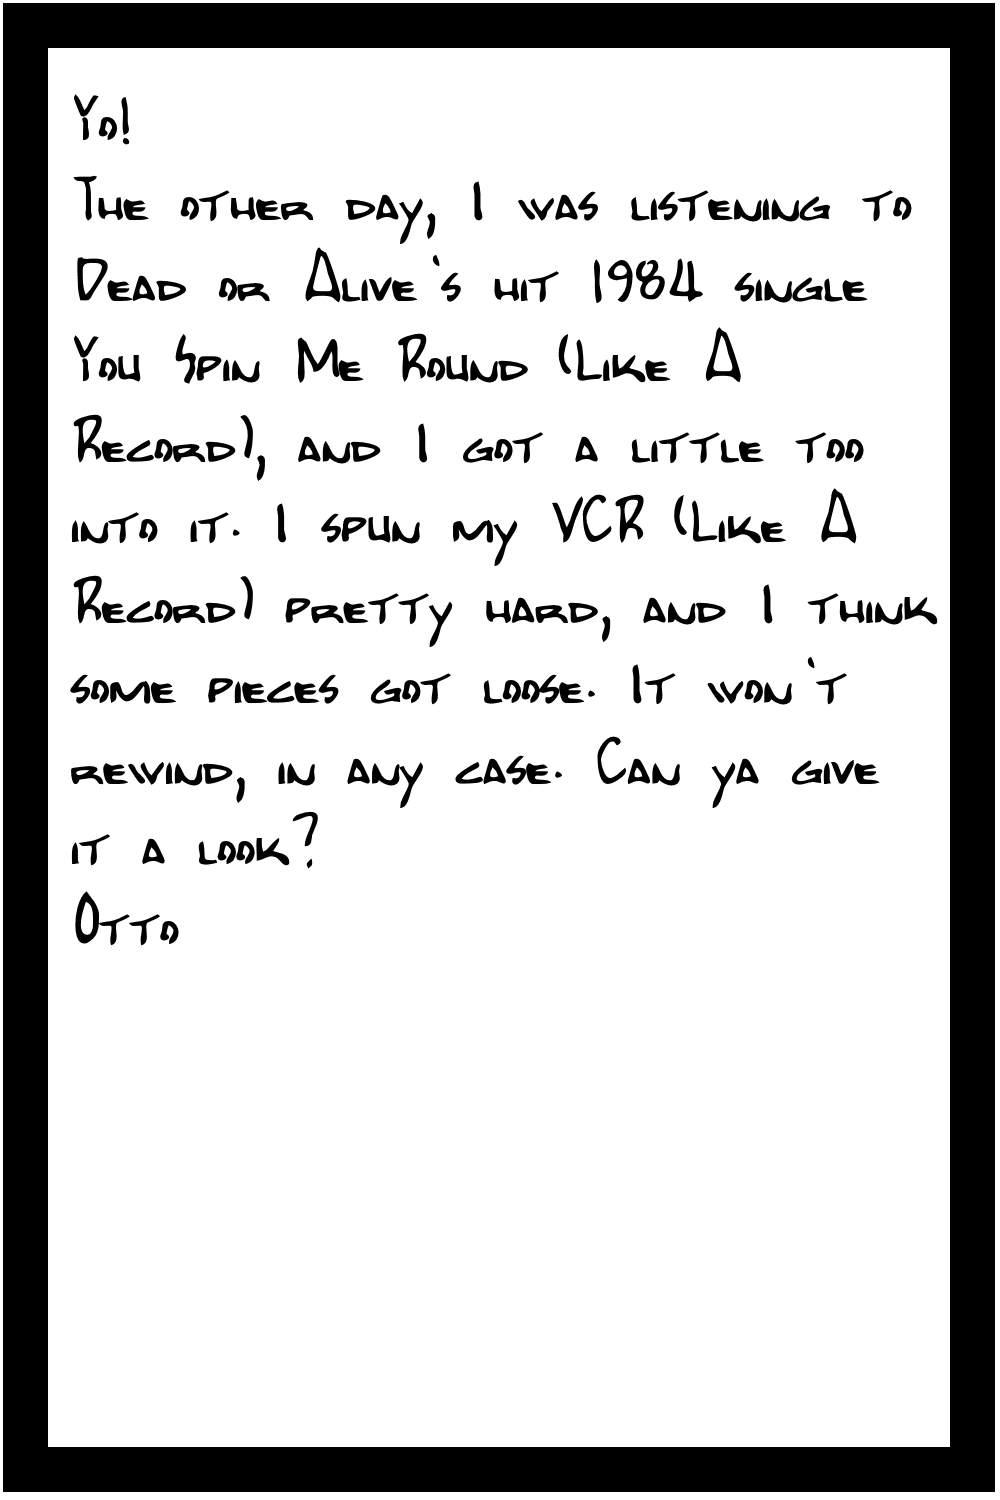 Yo!
The other day, I was listening to
Dead or Alive's hit 1984 single
You Spin Me Round (Like A
Record), and I got a little too
into it. I spun my VCR (Like A
Record) pretty hard, and I think
some pieces got loose. It won't
rewind, in any case. Can ya give
it a look?
Otto